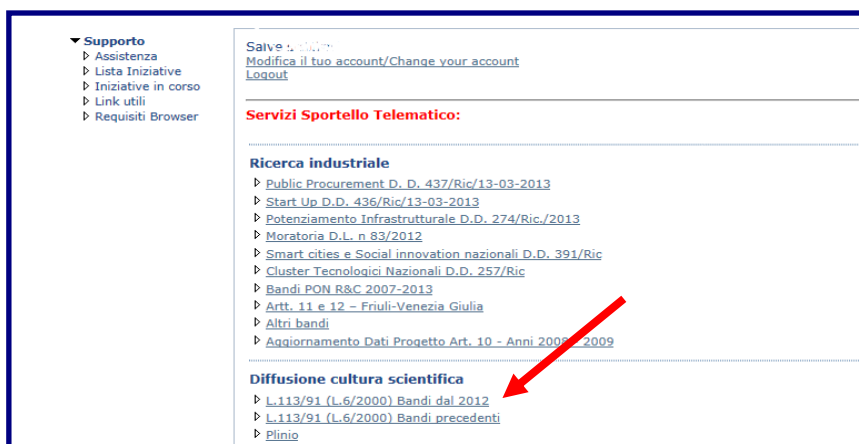 Supporto
Assistenza
Lista Iniziative
Iniziative in corso
Link utili
Requisiti Browser
Salve
Modifica il tuo account/Change your account
Logout
Servizi Sportello Telematico:
Ricerca industriale
Public Procurement D. D. 437/Ric/13-03-2013
Start Up D.D. 436/Ric/13-03-2013
Potenziamento Infrastrutturale D.D. 274/Ric./2013
Moratoria D.L. n 83/2012
Smart cities e Social innovation nazionali D.D. 391/Ric
Cluster Tecnologici Nazionali D.D. 257/Ric
Bandi PON R&C 2007-2013
Artt. 11 e 12 – Friuli-Venezia Giulia
Altri bandi
Aggiornamento Dati Progetto Art. 10 - Anni 2008 - 2009
Diffusione cultura scientifica
L.113/91 (L.6/2000) Bandi dal 2012
L.113/91 (L.6/2000) Bandi precedenti
Plinio